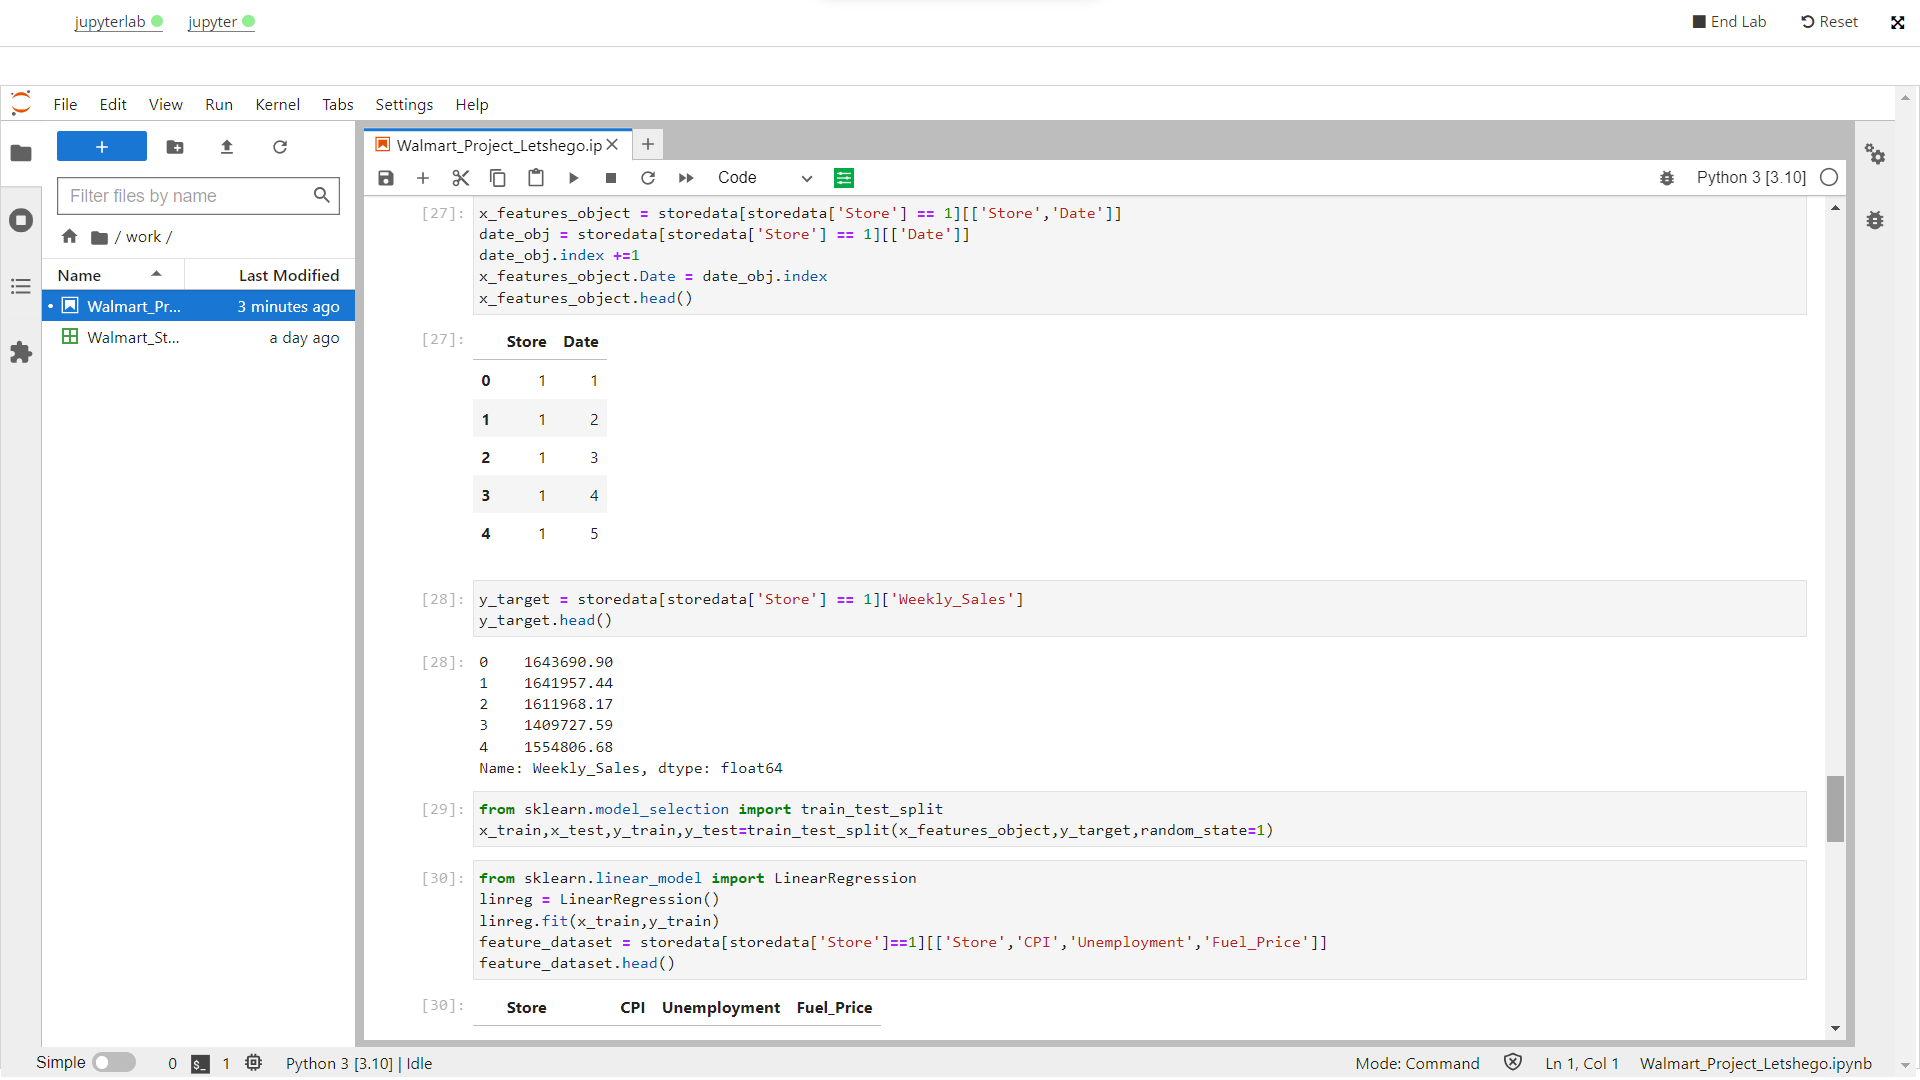 jupyterlab jupyter End Lab Reset
File Edit View Run Kernel Tabs Settings Help
+
Filter files by name
/ work /
Name Last Modified
• Walmart_Pr... 3 minutes ago
Walmart_St... a day ago
Walmart_Project_Letshego.ip
Code Python 3 [3.10]
[27]: x_features_object = storedata[storedata['Store'] == 1][['Store','Date']]
date_obj = storedata[storedata['Store'] == 1][['Date']]
date_obj.index +=1
x_features_object.Date = date_obj.index
x_features_object.head()
[27]: Store Date
0 1 1
1 1 2
2 1 3
3 1 4
4 1 5
[28]: y_target = storedata[storedata['Store'] == 1]['Weekly_Sales']
y_target.head()
[28]: 0 1643690.90
1 1641957.44
2 1611968.17
3 1409727.59
4 1554806.68
Name: Weekly_Sales, dtype: float64
[29]: from sklearn.model_selection import train_test_split
x_train,x_test,y_train,y_test=train_test_split(x_features_object,y_target,random_state=1)
[30]: from sklearn.linear_model import LinearRegression
linreg = LinearRegression()
linreg.fit(x_train,y_train)
feature_dataset = storedata[storedata['Store']==1][['Store','CPI','Unemployment','Fuel_Price']]
feature_dataset.head()
[30]: Store CPI Unemployment Fuel_Price
Simple 0 $_ 1 Python 3 [3.10] | Idle Mode: Command Ln 1, Col 1 Walmart_Project_Letshego.ipynb